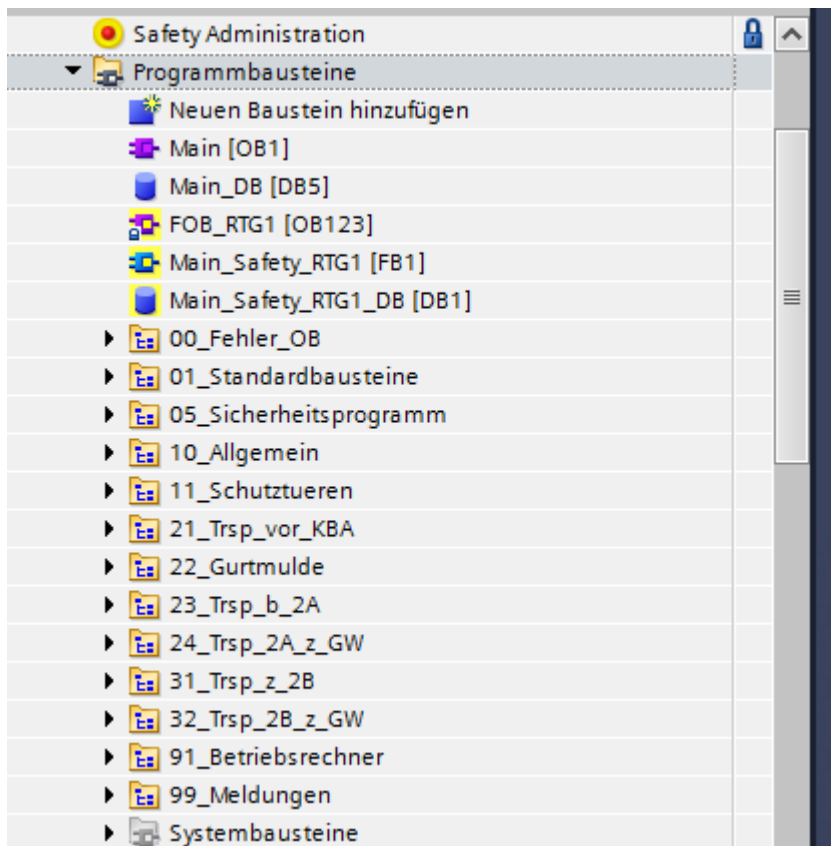 Safety Administration
Programmbausteine
Neuen Baustein hinzufügen
Main [OB1]
Main_DB [DB5]
FOB_RTG1 [OB123]
Main_Safety_RTG1 [FB1]
Main_Safety_RTG1_DB [DB1]
00_Fehler_OB
01_Standardbausteine
05_Sicherheitsprogramm
10_Allgemein
11_Schutztueren
21_Trsp_vor_KBA
22_Gurtmulde
23_Trsp_b_2A
24_Trsp_2A_z_GW
31_Trsp_z_2B
32_Trsp_2B_z_GW
91_Betriebsrechner
99_Meldungen
Systembausteine